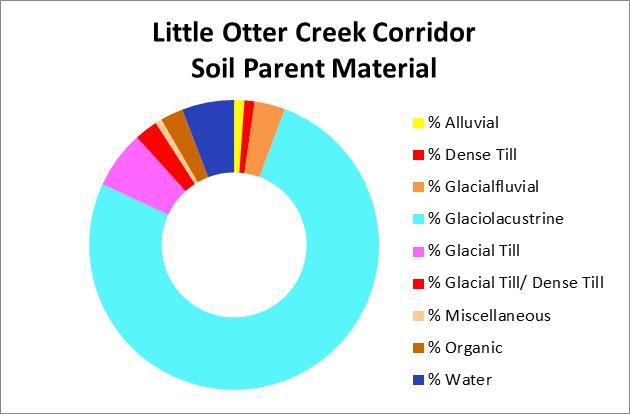 Little Otter Creek Corridor
Soil Parent Material
% Alluvial
% Dense Till
% Glacialfluvial
% Glaciolacustrine
% Glacial Till
% Glacial Till/ Dense Till
% Miscellaneous
% Organic
% Water